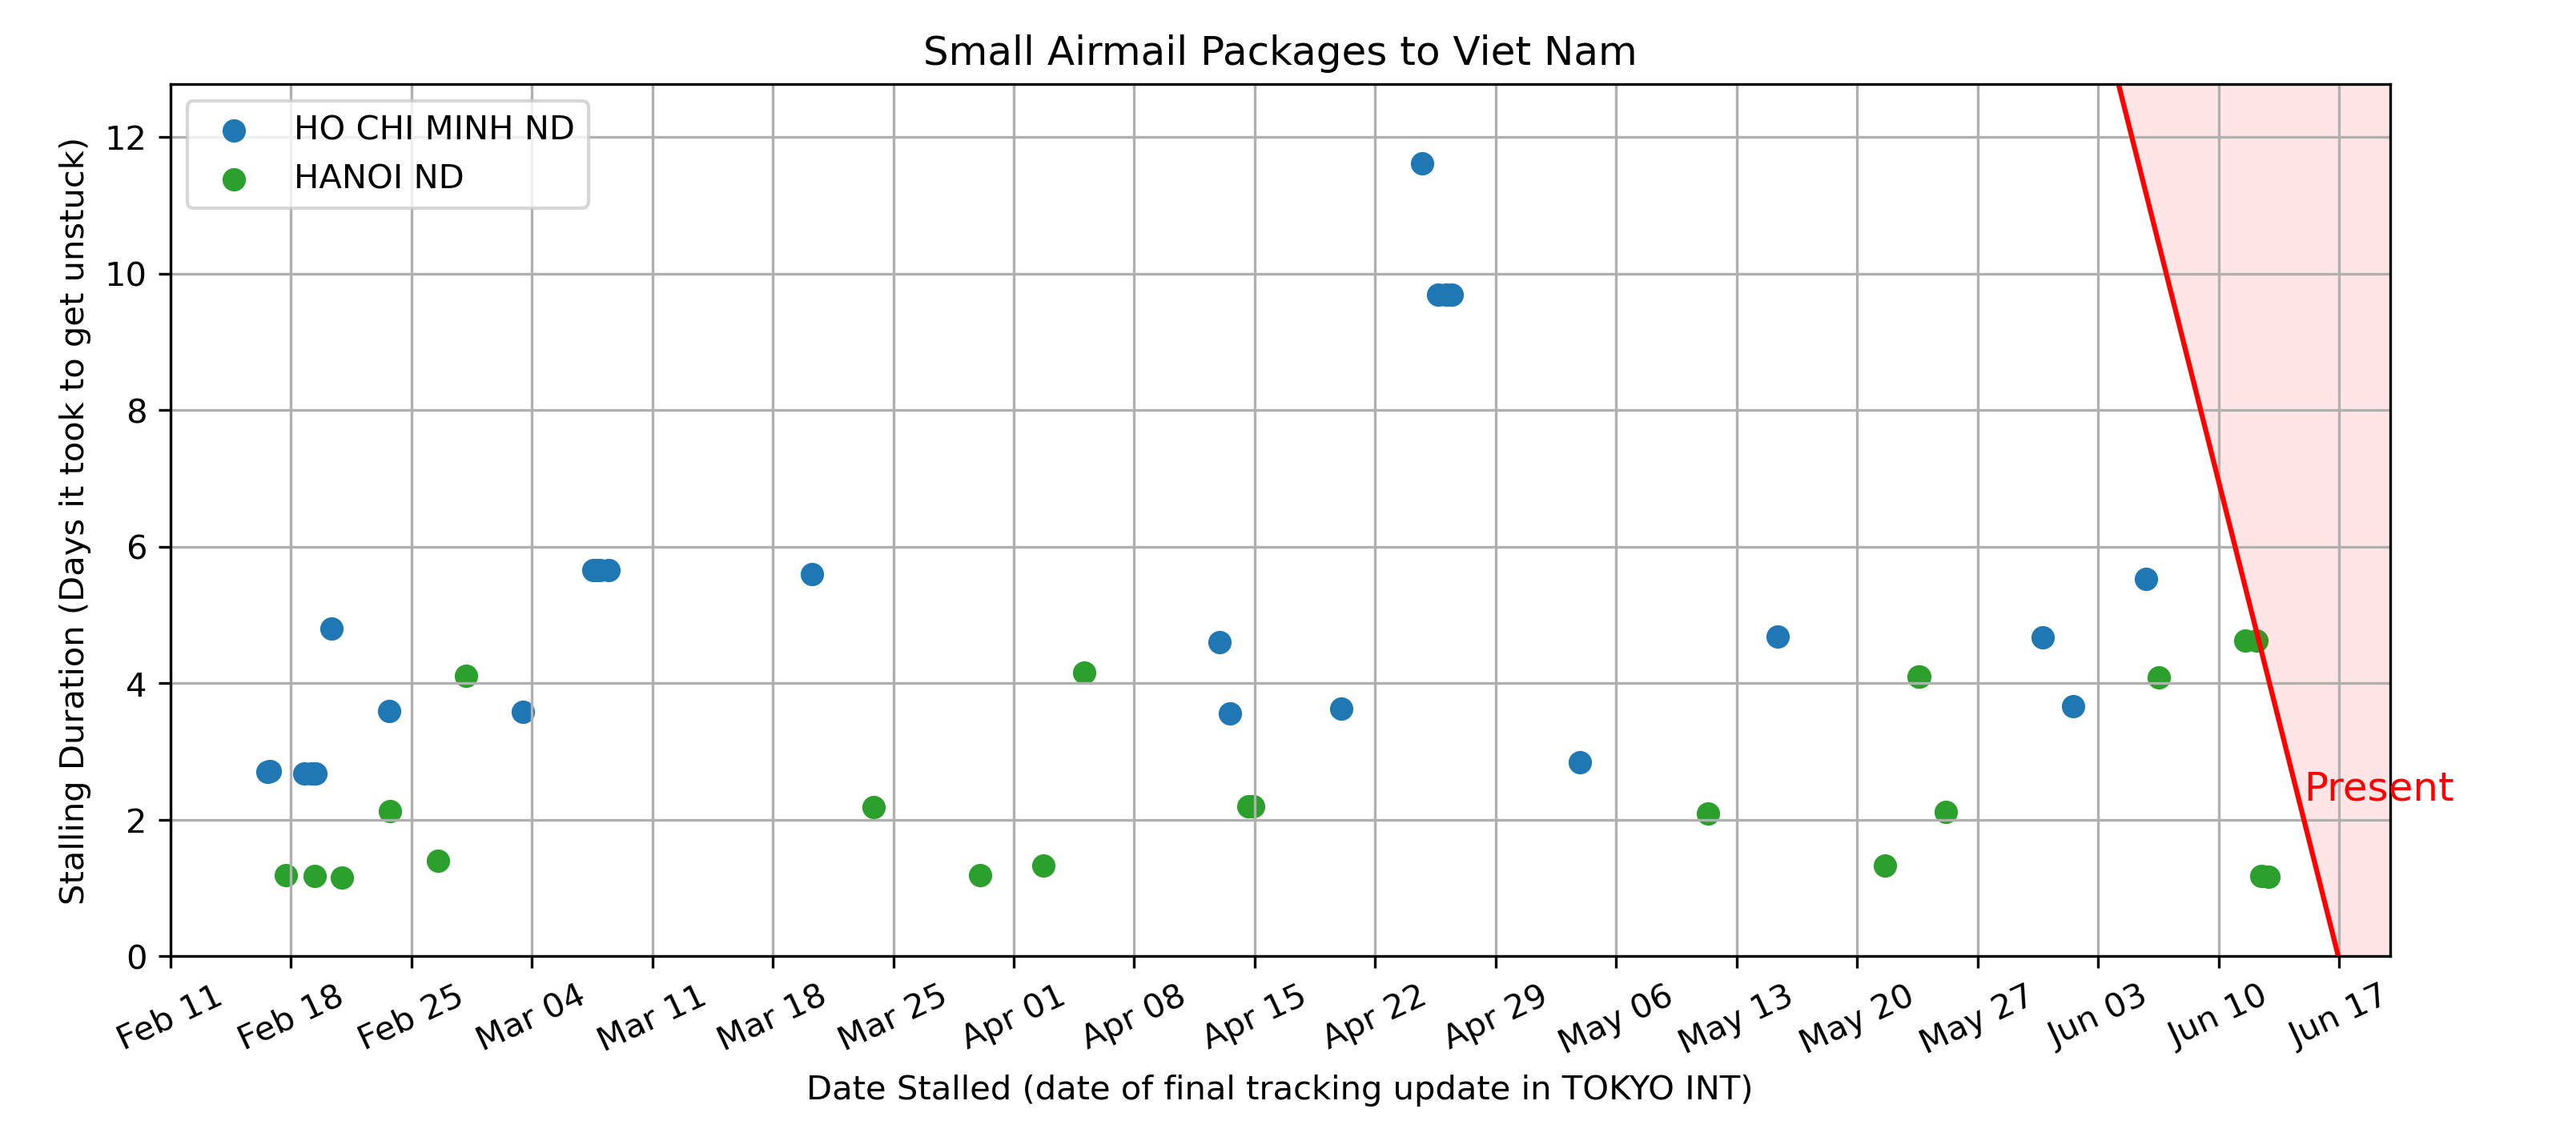 Small Airmail Packages to Viet Nam
HO CHI MINH ND
HANOI ND
Stalling Duration (Days it took to get unstuck)
12
10
8
6
4
2
0
Present
Feb 11
Feb 18
Feb 25
Mar 04
Mar 11
Mar 18
Mar 25
Apr 01
Apr 08
Apr 15
Apr 22
Apr 29
May 06
May 13
May 20
May 27
Jun 03
Jun 10
Jun 17
Date Stalled (date of final tracking update in TOKYO INT)